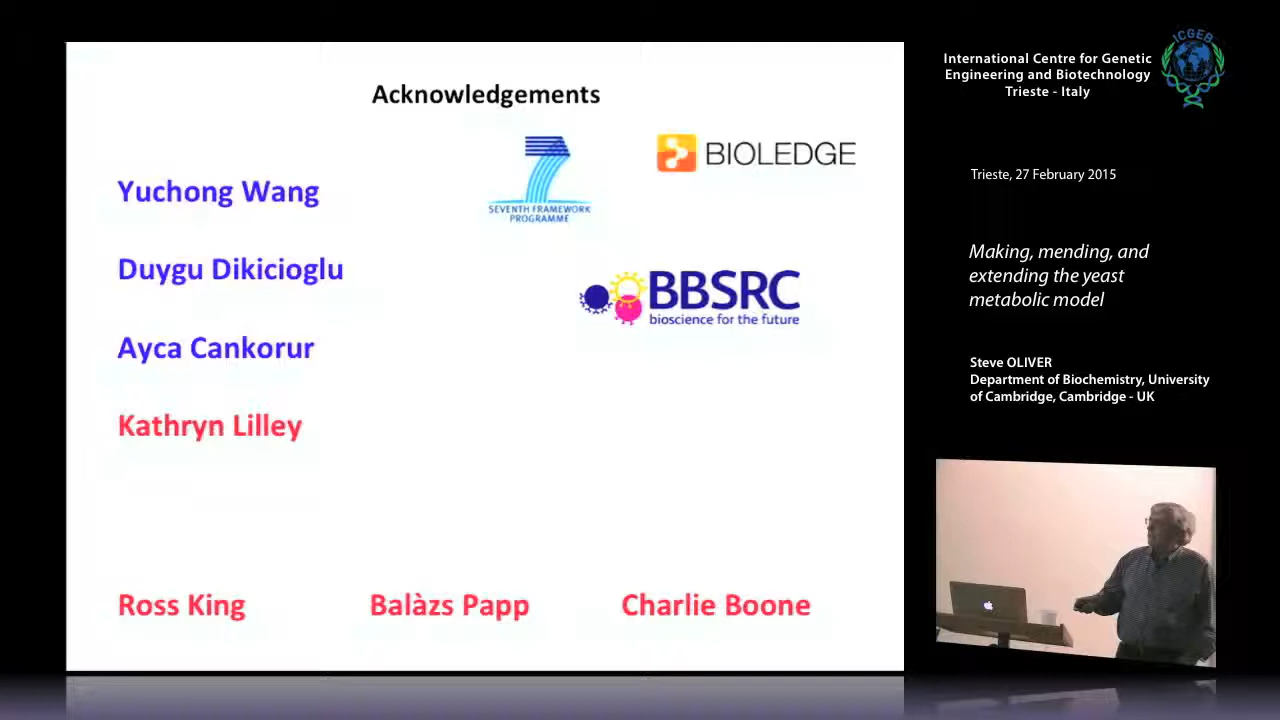 Acknowledgements
SEVENTH FRAMEWORK
PROGRAMME
BIOLEDGE
Yuchong Wang
Duygu Dikicioglu
BBSRC
bioscience for the future
Ayca Cankorur
Kathryn Lilley
Ross King
Balàzs Papp
Charlie Boone
International Centre for Genetic
Engineering and Biotechnology
Trieste - Italy
ICGEB
Trieste, 27 February 2015
Making, mending, and
extending the yeast
metabolic model
Steve OLIVER
Department of Biochemistry, University
of Cambridge, Cambridge - UK